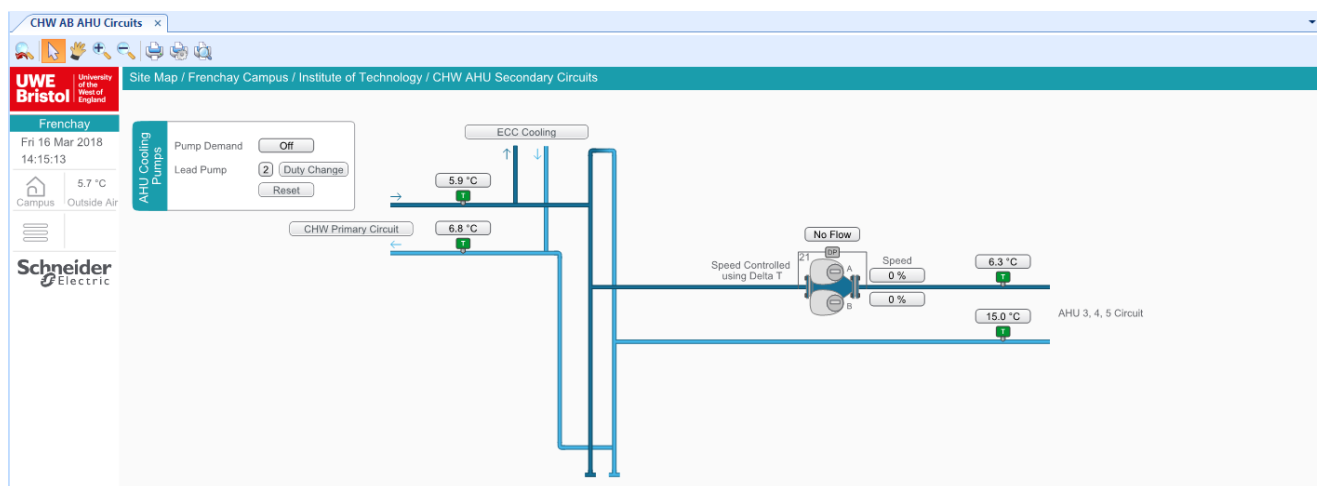 CHW AB AHU Circuits ×
UWE
Bristol
University
of the
West of
England
Site Map / Frenchay Campus / Institute of Technology / CHW AHU Secondary Circuits
Frenchay
Fri 16 Mar 2018
14:15:13
5.7 °C
Campus
Outside Air
Schneider
Electric
AHU Cooling
Pumps
Pump Demand
Off
Lead Pump
2
Duty Change
Reset
ECC Cooling
5.9 °C
T
CHW Primary Circuit
6.8 °C
T
No Flow
DP
21
Speed Controlled
using Delta T
A
B
Speed
0 %
0 %
6.3 °C
T
15.0 °C
T
AHU 3, 4, 5 Circuit